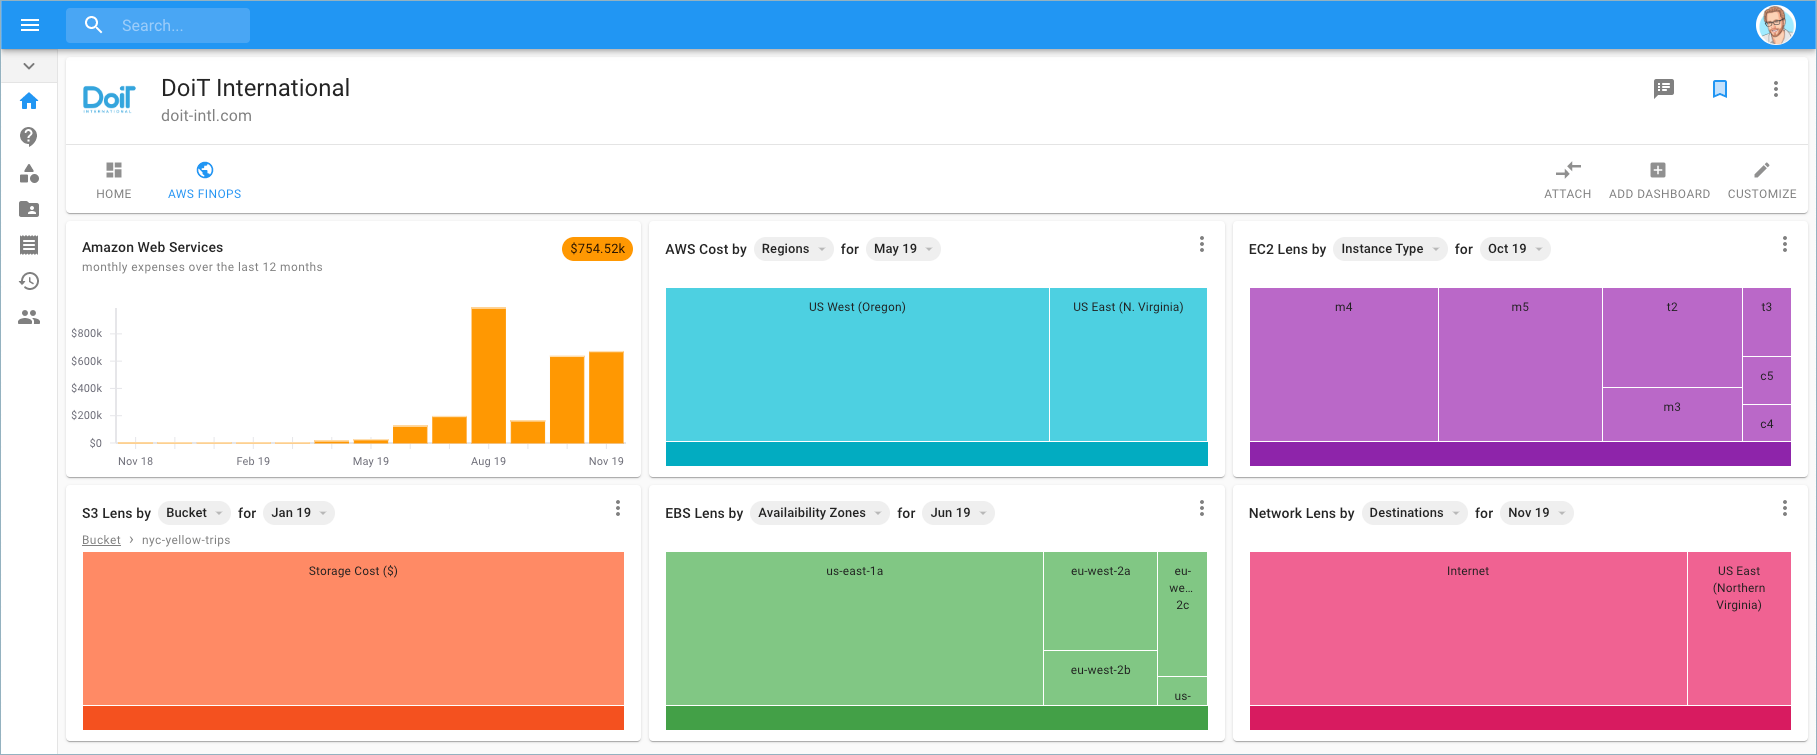 Search...
DoiT
INTERNATIONAL
DoiT International
doit-intl.com
HOME
AWS FINOPS
ATTACH
ADD DASHBOARD
CUSTOMIZE
Amazon Web Services
$754.52k
monthly expenses over the last 12 months
$800k
$600k
$400k
$200k
$0
Nov 18 Feb 19 May 19 Aug 19 Nov 19
AWS Cost by Regions for May 19
US West (Oregon)
US East (N. Virginia)
EC2 Lens by Instance Type for Oct 19
m4
m5
t2
t3
c5
m3
c4
S3 Lens by Bucket for Jan 19
Bucket › nyc-yellow-trips
Storage Cost ($)
EBS Lens by Availaibility Zones for Jun 19
us-east-1a
eu-west-2a
eu-
we...
2c
eu-west-2b
us-
Network Lens by Destinations for Nov 19
Internet
US East
(Northern
Virginia)